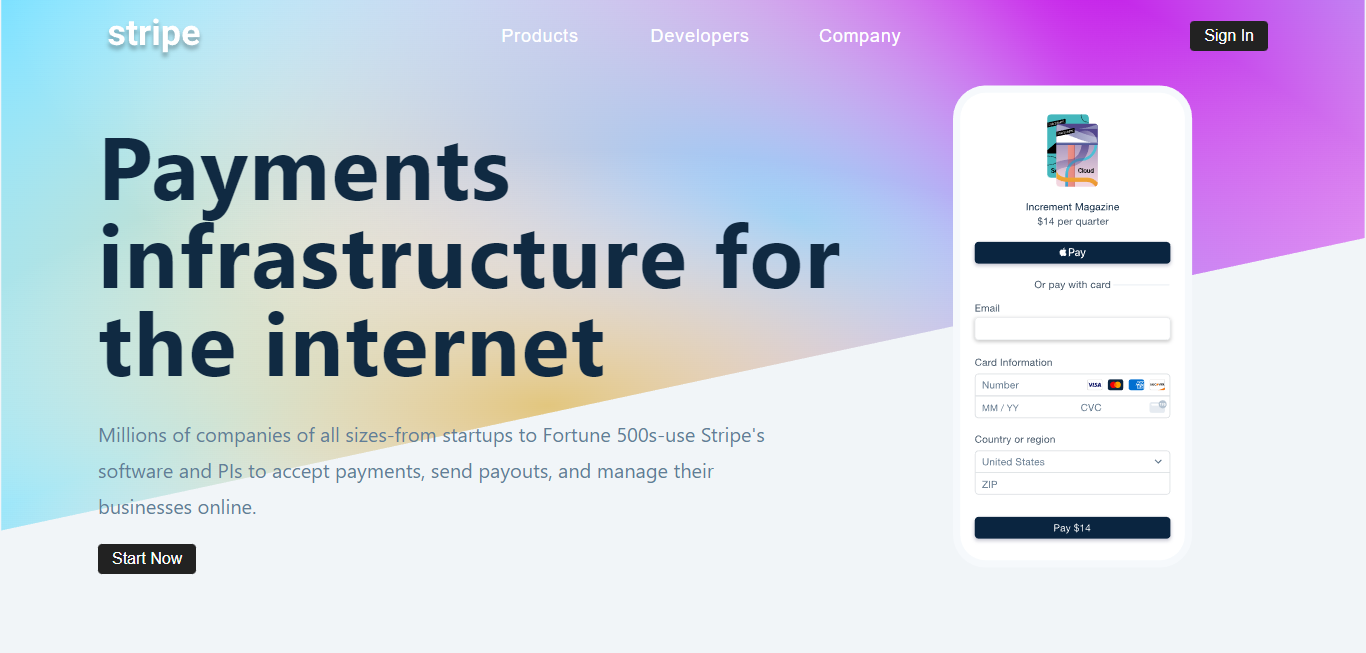 stripe
Products
Developers
Company
Sign In
Payments
infrastructure for
the internet
Millions of companies of all sizes-from startups to Fortune 500s-use Stripe's
software and PIs to accept payments, send payouts, and manage their
businesses online.
Start Now
Cloud
Increment Magazine
$14 per quarter
Pay
Or pay with card
Email
Card Information
Number
VISA
MM / YY
CVC
Country or region
United States
ZIP
Pay $14